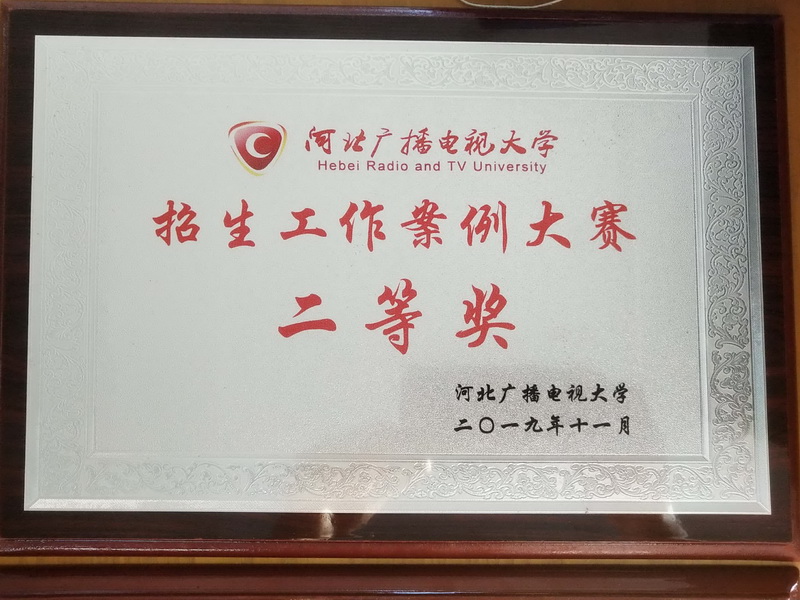 河北广播电视大学
Hebei Radio and TV University
招生工作案例大赛
二等奖
河北广播电视大学
二〇一九年十一月